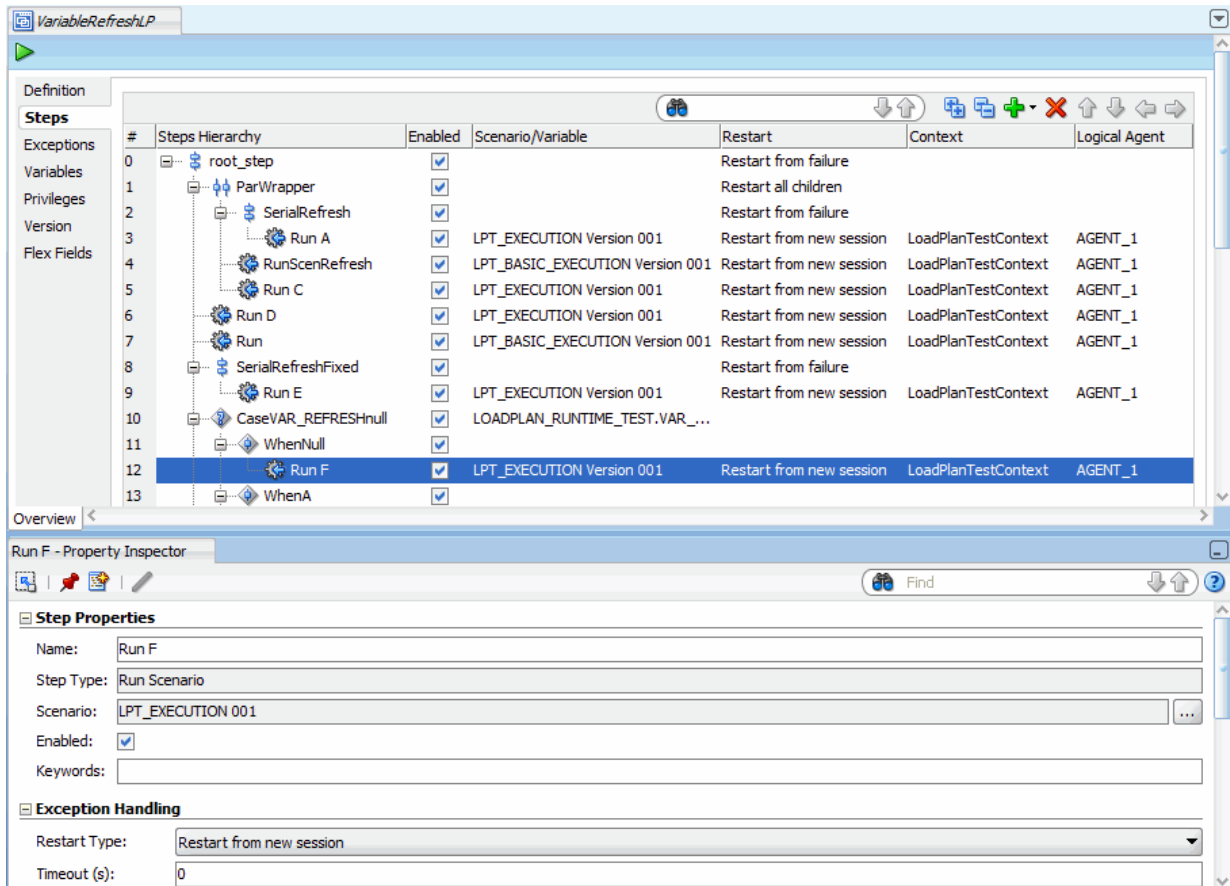 VariableRefreshLP
Definition
Steps
Exceptions
Variables
Privileges
Version
Flex Fields
# Steps Hierarchy Enabled Scenario/Variable Restart Context Logical Agent
0 root_step Restart from failure
1 ParWrapper Restart all children
2 SerialRefresh Restart from failure
3 Run A LPT_EXECUTION Version 001 Restart from new session LoadPlanTestContext AGENT_1
4 RunScenRefresh LPT_BASIC_EXECUTION Version 001 Restart from new session LoadPlanTestContext AGENT_1
5 Run C LPT_EXECUTION Version 001 Restart from new session LoadPlanTestContext AGENT_1
6 Run D LPT_EXECUTION Version 001 Restart from new session LoadPlanTestContext AGENT_1
7 Run LPT_BASIC_EXECUTION Version 001 Restart from new session LoadPlanTestContext AGENT_1
8 SerialRefreshFixed Restart from failure
9 Run E LPT_EXECUTION Version 001 Restart from new session LoadPlanTestContext AGENT_1
10 CaseVAR_REFRESHnull LOADPLAN_RUNTIME_TEST.VAR_...
11 WhenNull
12 Run F LPT_EXECUTION Version 001 Restart from new session LoadPlanTestContext AGENT_1
13 WhenA
Overview
Run F - Property Inspector
Find
Step Properties
Name: Run F
Step Type: Run Scenario
Scenario: LPT_EXECUTION 001 ...
Enabled:
Keywords:
Exception Handling
Restart Type: Restart from new session
Timeout (s): 0